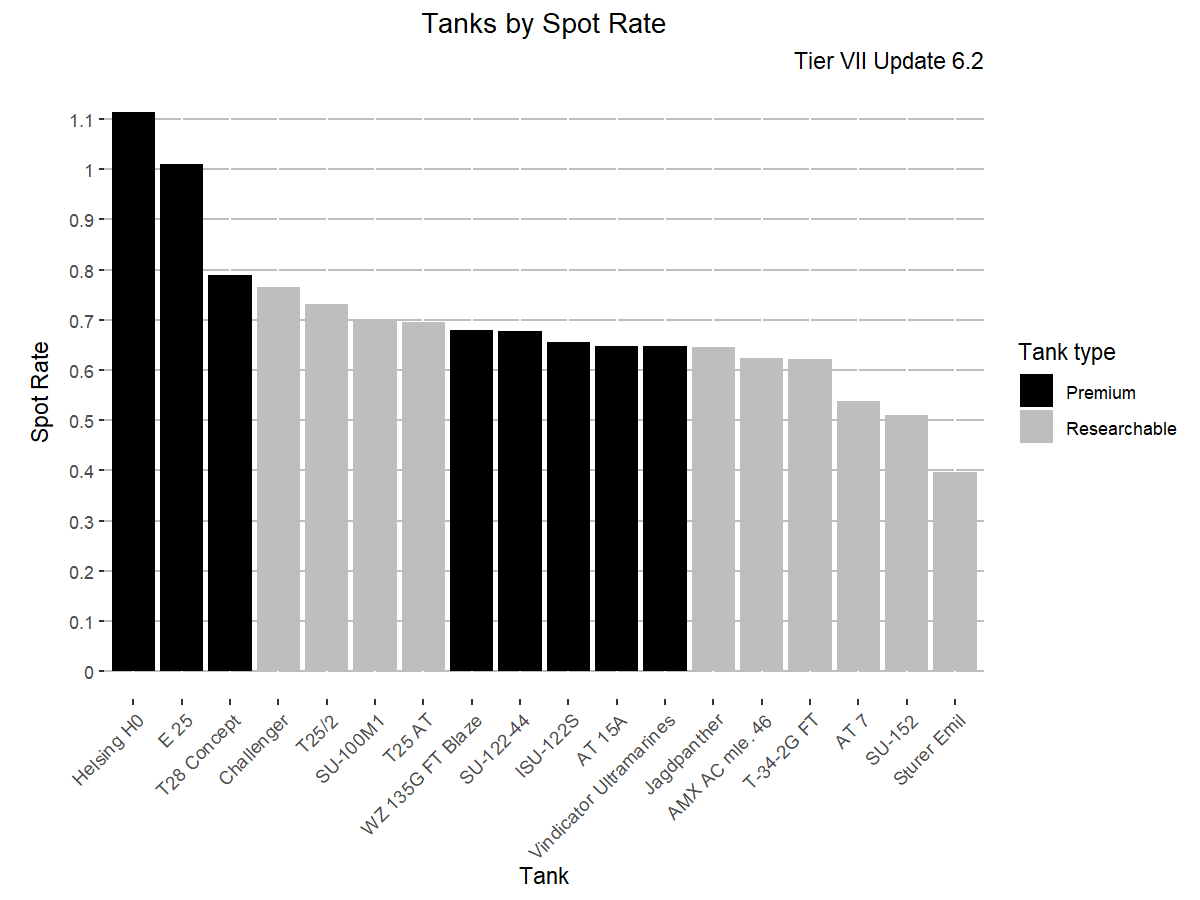 Tanks by Spot Rate
Tier VII Update 6.2
1.1
1
0.9
0.8
0.7
0.6
0.5
0.4
0.3
0.2
0.1
0
Spot Rate
Helsing H0
E 25
T28 Concept
Challenger
T25/2
SU-100M1
T25 AT
WZ 135G FT Blaze
SU-122-44
ISU-122S
AT 15A
Vindicator Ultramarines
Jagdpanther
AMX AC mle. 46
T-34-2G FT
AT 7
SU-152
Sturer Emil
Tank
Tank type
Premium
Researchable